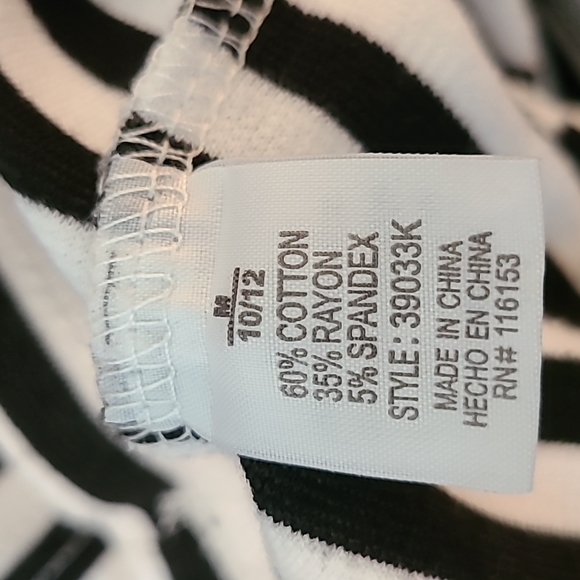 M
10/12
60% COTTON
35% RAYON
5% SPANDEX
STYLE: 39033K
MADE IN CHINA
HECHO EN CHINA
RN# 116153